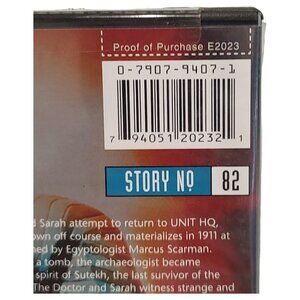 Proof of Purchase E2023
0-7907-9407-1
7 94051 20232 1
STORY Nº 82
d Sarah attempt to return to UNIT HQ,
own off course and materializes in 1911 at
ned by Egyptologist Marcus Scarman.
a tomb, the archaeologist became
spirit of Sutekh, the last survivor of the
The Doctor and Sarah witness strange and